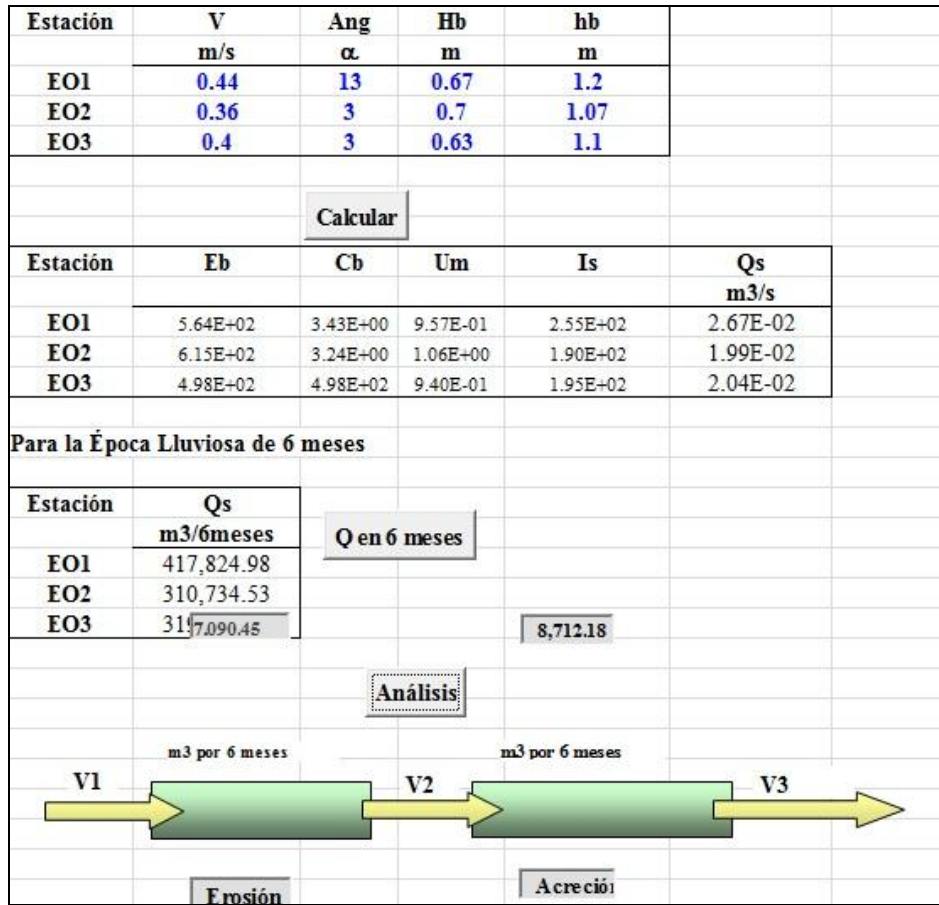 Estación V Ang Hb hb
m/s α m m
EO1 0.44 13 0.67 1.2
EO2 0.36 3 0.7 1.07
EO3 0.4 3 0.63 1.1
Calcular
Estación Eb Cb Um Is Qs
m3/s
EO1 5.64E+02 3.43E+00 9.57E-01 2.55E+02 2.67E-02
EO2 6.15E+02 3.24E+00 1.06E+00 1.90E+02 1.99E-02
EO3 4.98E+02 4.98E+02 9.40E-01 1.95E+02 2.04E-02
Para la Época Lluviosa de 6 meses
Estación Qs
m3/6meses
Q en 6 meses
EO1 417,824.98
EO2 310,734.53
EO3 7.090.45 8,712.18
Análisis
m3 por 6 meses m3 por 6 meses
V1 V2 V3
Erosión